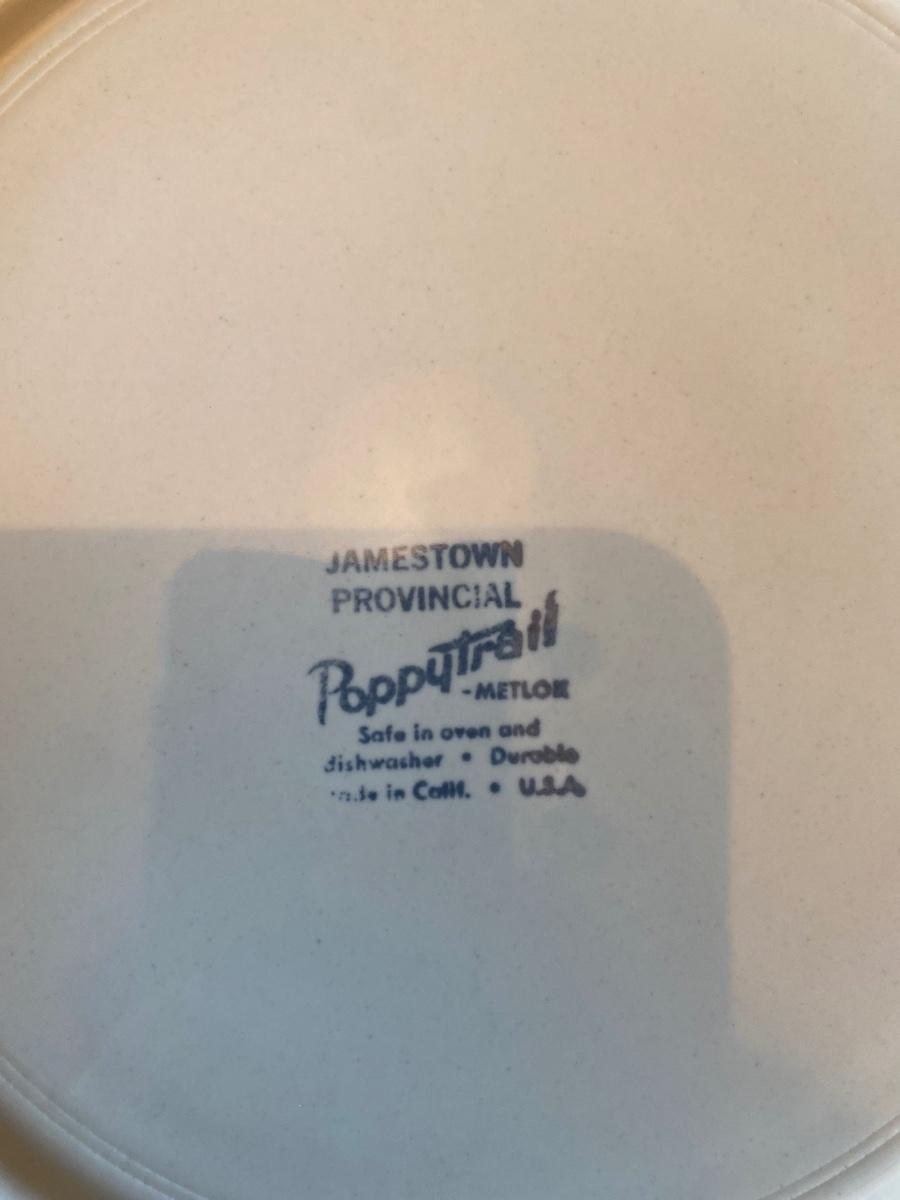 JAMESTOWN
PROVINCIAL
Poppytrail
-METLOX
Safe in oven and
dishwasher • Durable
in Calif. • U.S.A.